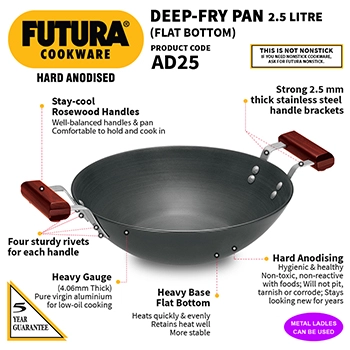 FUTURA®
COOKWARE
HARD ANODISED
DEEP-FRY PAN 2.5 LITRE
(FLAT BOTTOM)
PRODUCT CODE
AD25
THIS IS NOT NONSTICK
IF YOU NEED NONSTICK COOKWARE,
ASK FOR FUTURA NONSTICK.
Stay-cool
Rosewood Handles
Well-balanced handles & pan
Comfortable to hold and cook in
Strong 2.5 mm
thick stainless steel
handle brackets
Four sturdy rivets
for each handle
Heavy Gauge
(4.06mm Thick)
Pure virgin aluminium
for low-oil cooking
Heavy Base
Flat Bottom
Heats quickly & evenly
Retains heat well
More stable
Hard Anodising
Hygienic & healthy
Non-toxic, non-reactive
with foods; Will not pit,
tarnish or corrode; Stays
looking new for years
5
YEAR
GUARANTEE
METAL LADLES
CAN BE USED